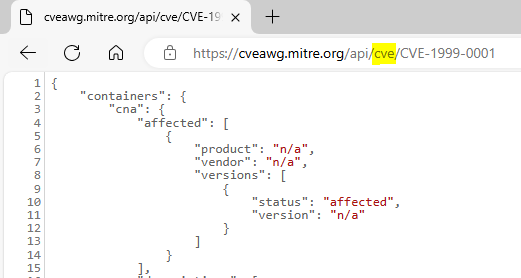 cveawg.mitre.org/api/cve/CVE-19
https://cveawg.mitre.org/api/cve/CVE-1999-0001
1 {
2 "containers": {
3 "cna": {
4 "affected": [
5 {
6 "product": "n/a",
7 "vendor": "n/a",
8 "versions": [
9 {
10 "status": "affected",
11 "version": "n/a"
12 }
13 ]
14 }
15 ],